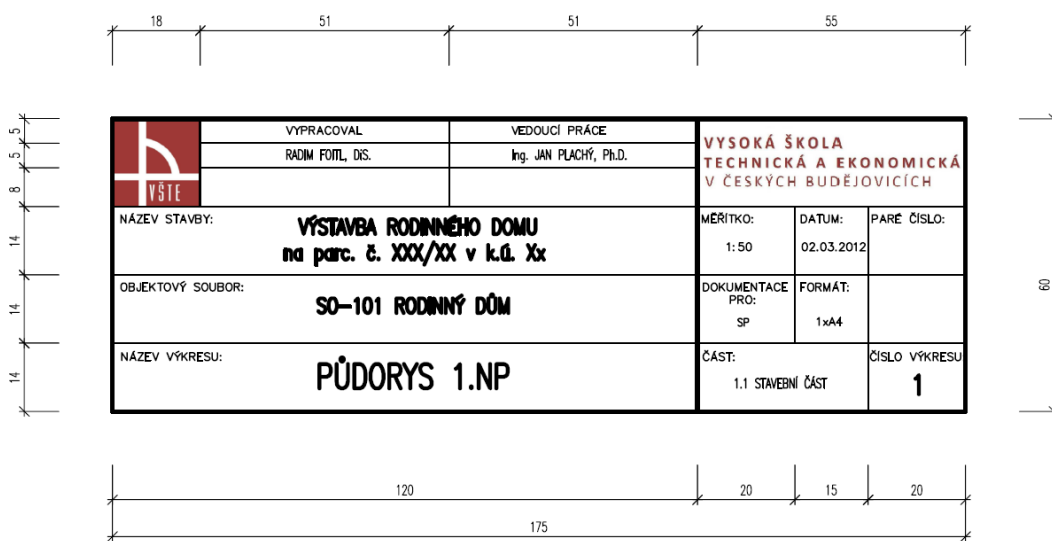 18 51 51 55
5
5
8
14
14
14
60
VŠTE
VYPRACOVAL
RADIM FOITL, DiS.
VEDOUCÍ PRÁCE
Ing. JAN PLACHÝ, Ph.D.
VYSOKÁ ŠKOLA
TECHNICKÁ A EKONOMICKÁ
V ČESKÝCH BUDĚJOVICÍCH
NÁZEV STAVBY:
VÝSTAVBA RODINNÉHO DOMU
na parc. č. XXX/XX v k.ú. Xx
MĚŘÍTKO:
1:50
DATUM:
02.03.2012
PARÉ ČÍSLO:
OBJEKTOVÝ SOUBOR:
SO-101 RODINNÝ DŮM
DOKUMENTACE
PRO:
SP
FORMÁT:
1xA4
NÁZEV VÝKRESU:
PŮDORYS 1.NP
ČÁST:
1.1 STAVEBNÍ ČÁST
ČÍSLO VÝKRESU
1
120 20 15 20
175